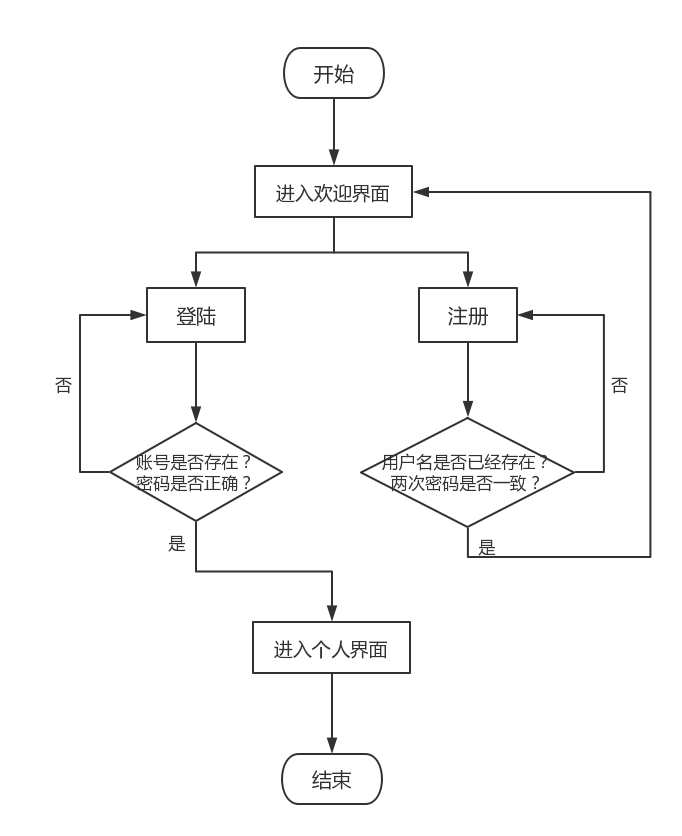 开始
进入欢迎界面
登陆
注册
否
否
账号是否存在？
密码是否正确？
用户名是否已经存在？
两次密码是否一致？
是
是
进入个人界面
结束